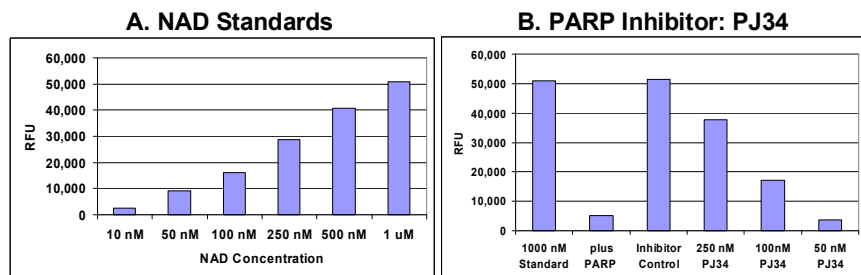 A. NAD Standards
60,000
50,000
40,000
30,000
20,000
10,000
0
RFU
10 nM 50 nM 100 nM 250 nM 500 nM 1 uM
NAD Concentration
B. PARP Inhibitor: PJ34
60,000
50,000
40,000
30,000
20,000
10,000
0
RFU
1000 nM plus Inhibitor 250 nM 100nM 50 nM
Standard PARP Control PJ34 PJ34 PJ34